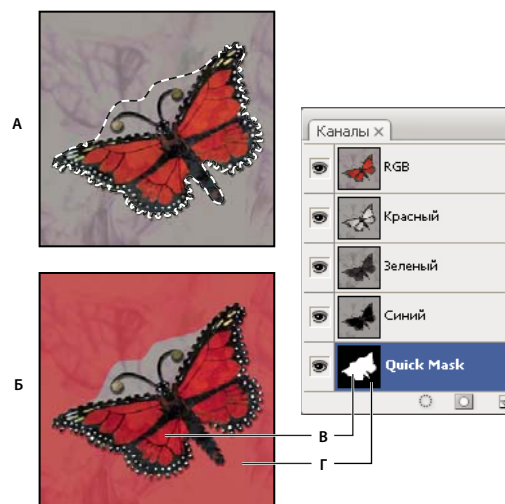 А
Каналы ×
RGB
Красный
Зеленый
Синий
Б
Quick Mask
В
Г